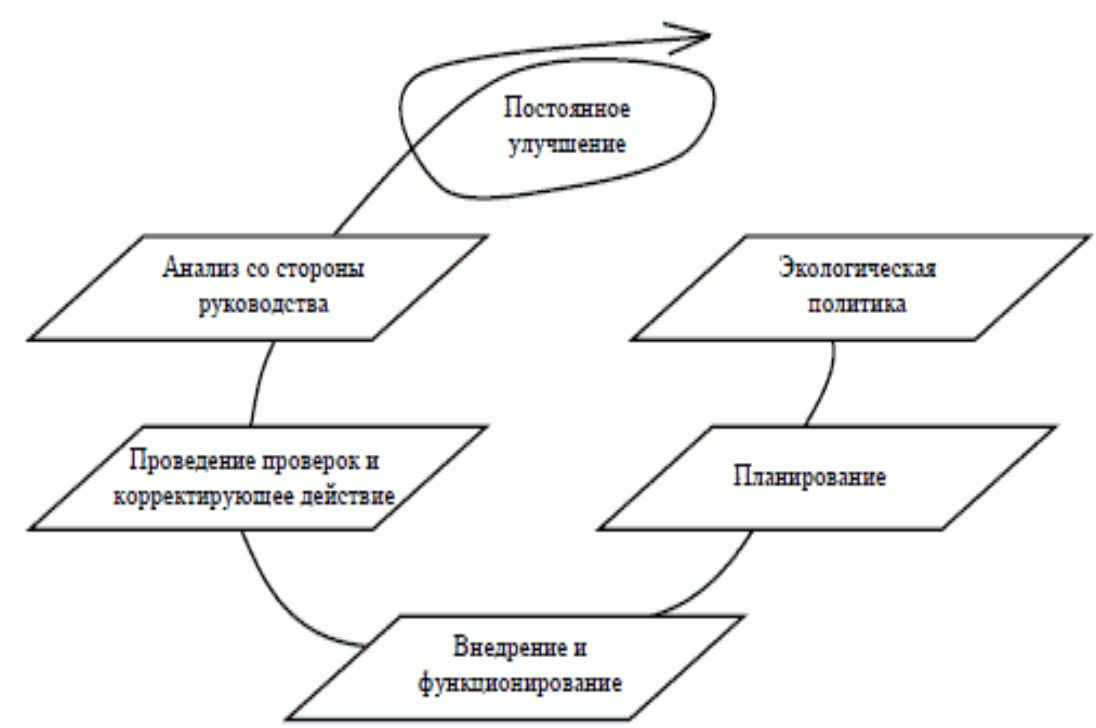 Постоянное
улучшение
Анализ со стороны
руководства
Экологическая
политика
Проведение проверок и
корректирующее действие
Планирование
Внедрение и
функционирование